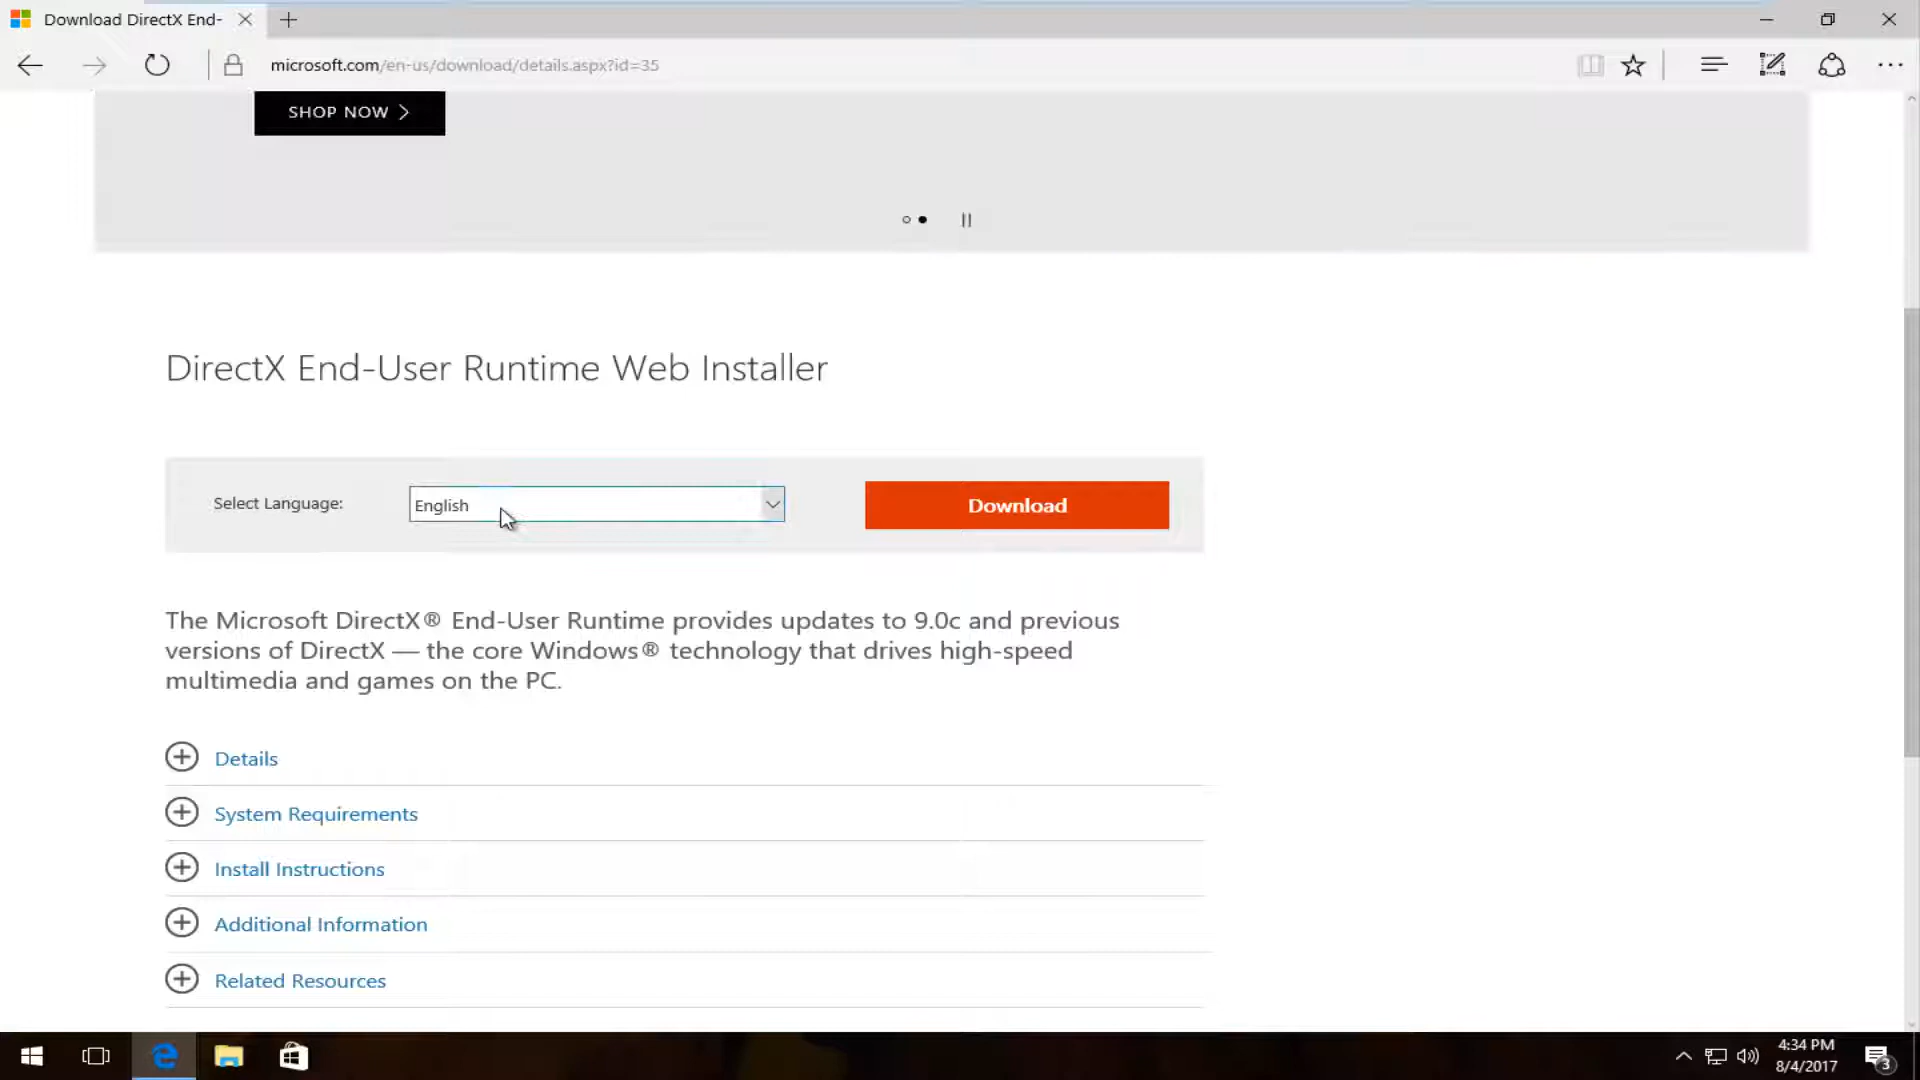 Download DirectX End-
microsoft.com/en-us/download/details.aspx?id=35
SHOP NOW
DirectX End-User Runtime Web Installer
Select Language:
English
Download
The Microsoft DirectX® End-User Runtime provides updates to 9.0c and previous
versions of DirectX — the core Windows® technology that drives high-speed
multimedia and games on the PC.
Details
System Requirements
Install Instructions
Additional Information
Related Resources
4:34 PM
8/4/2017
3